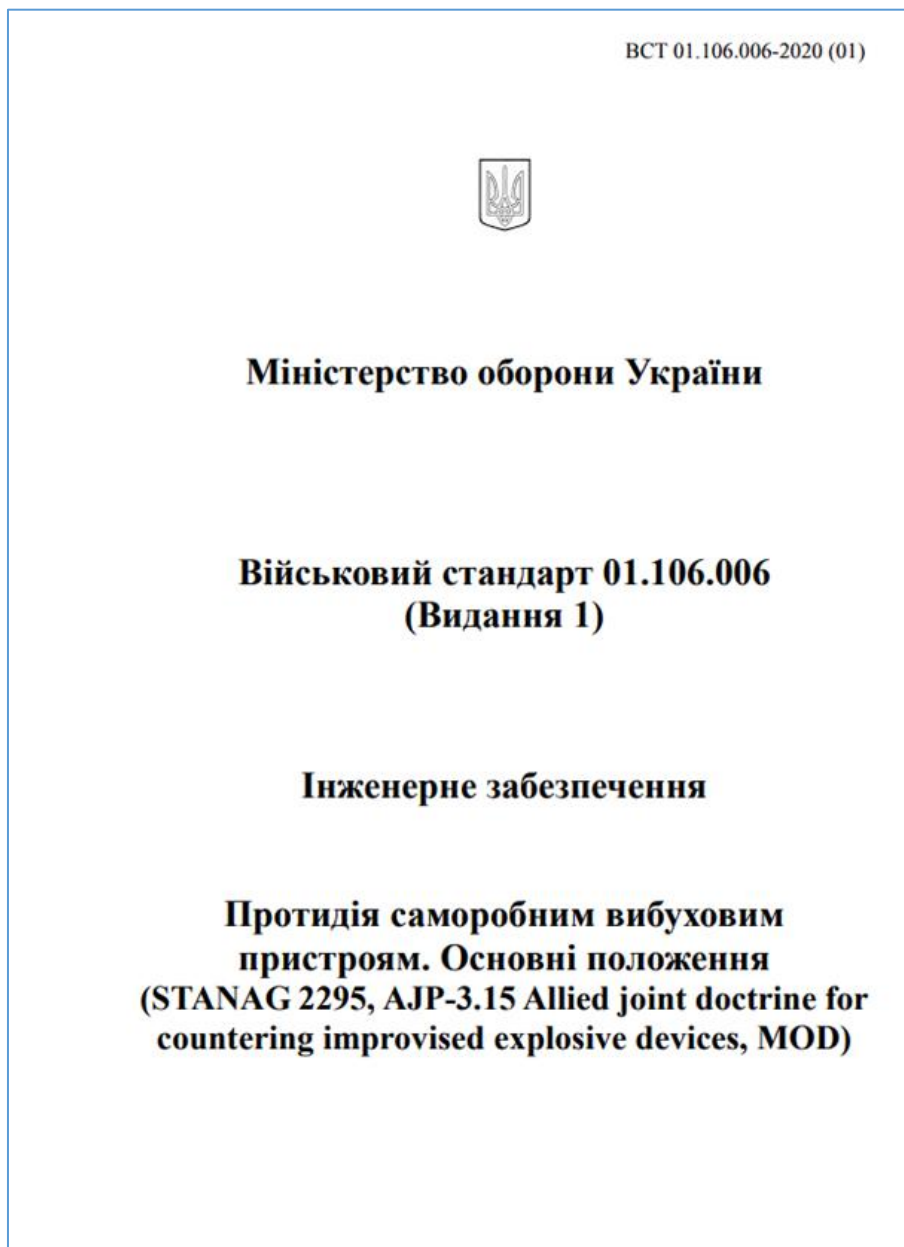 ВСТ 01.106.006-2020 (01)
Міністерство оборони України
Військовий стандарт 01.106.006
(Видання 1)
Інженерне забезпечення
Протидія саморобним вибуховим
пристроям. Основні положення
(STANAG 2295, AJP-3.15 Allied joint doctrine for
countering improvised explosive devices, MOD)